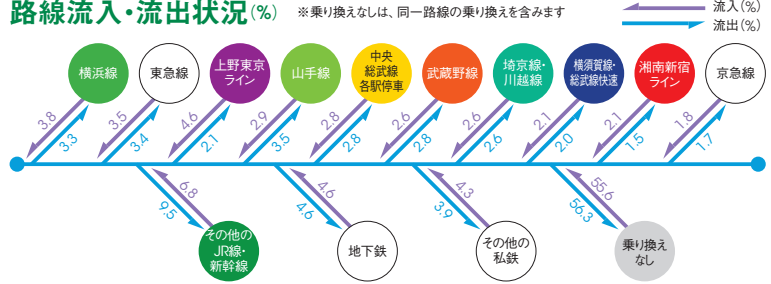 路線流入・流出状況(%)
※乗り換えなしは、同一路線の乗り換えを含みます
流入(%)
流出(%)
横浜線
東急線
上野東京
ライン
山手線
中央
総武線
各駅停車
武蔵野線
埼京線・
川越線
横須賀線・
総武線快速
湘南新宿
ライン
京急線
3.8
3.3
3.5
3.4
4.6
2.1
2.9
3.5
2.8
2.8
2.6
2.8
2.6
2.6
2.1
2.0
2.1
1.5
1.8
1.7
6.8
9.5
4.6
4.6
4.3
3.9
55.6
56.3
その他の
JR線・
新幹線
地下鉄
その他の
私鉄
乗り換え
なし